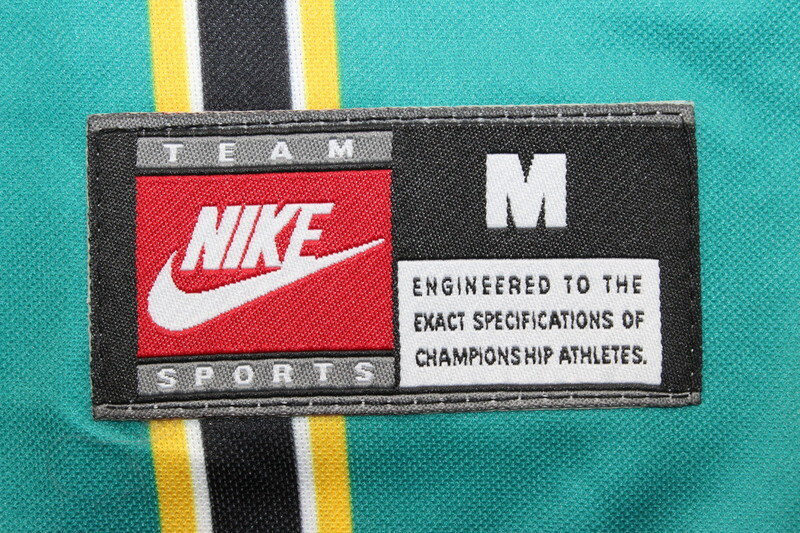 TEAM
NIKE
SPORTS
M
ENGINEERED TO THE
EXACT SPECIFICATIONS OF
CHAMPIONSHIP ATHLETES.